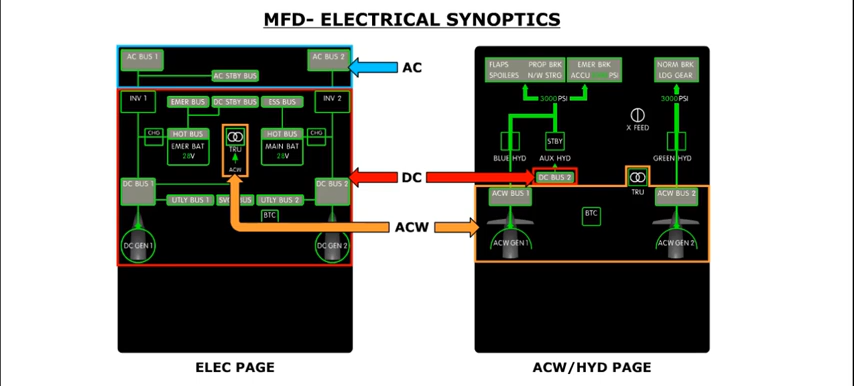 MFD- ELECTRICAL SYNOPTICS
AC BUS 1
AC BUS 2
AC STBY BUS
AC
INV 1
EMER BUS
DC STBY BUS
ESS BUS
INV 2
CHG
HOT BUS
EMER BAT
28V
TRU
ACW
HOT BUS
MAIN BAT
28V
CHG
DC BUS 1
DC BUS 2
DC
UTLY BUS 1
UTLY BUS 2
BTC
ACW
DC GEN 1
DC GEN 2
ELEC PAGE
FLAPS PROP BRK
SPOILERS N/W STRG
EMER BRK
ACCU PSI
NORM BRK
LDG GEAR
3000PSI
3000PSI
X FEED
STBY
BLUE HYD
AUX HYD
GREEN HYD
DC BUS 2
TRU
ACW BUS 1
ACW BUS 2
BTC
ACW GEN 1
ACW GEN 2
ACW/HYD PAGE